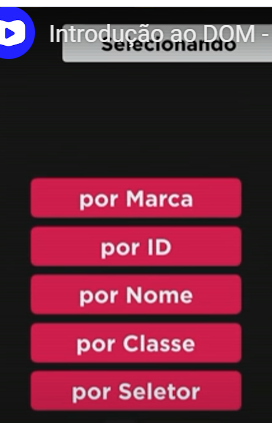 Introdução ao DOM -
Selecionando
por Marca
por ID
por Nome
por Classe
por Seletor